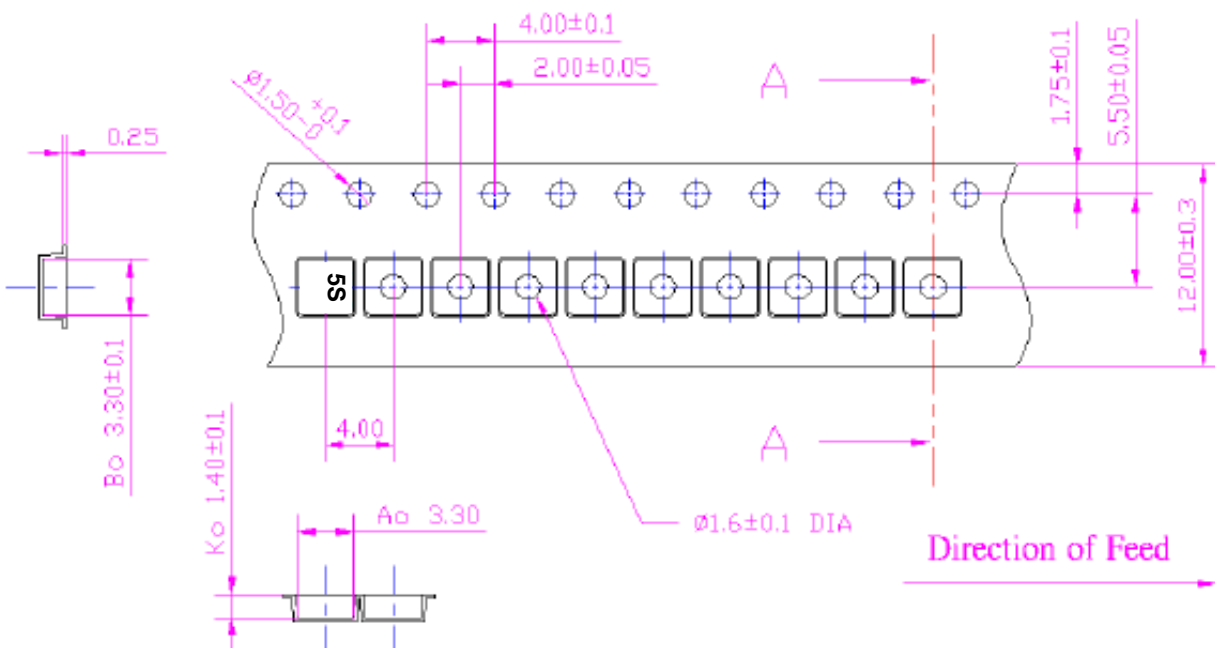 4.00±0.1
2.00±0.05
Ø1.50 +0.1 -0
A
1.75±0.1
5.50±0.05
0.25
12.00±0.3
5S
Bo 3.30±0.1
4.00
A
Ko 1.40±0.1
Ao 3.30
Ø1.6±0.1 DIA
Direction of Feed